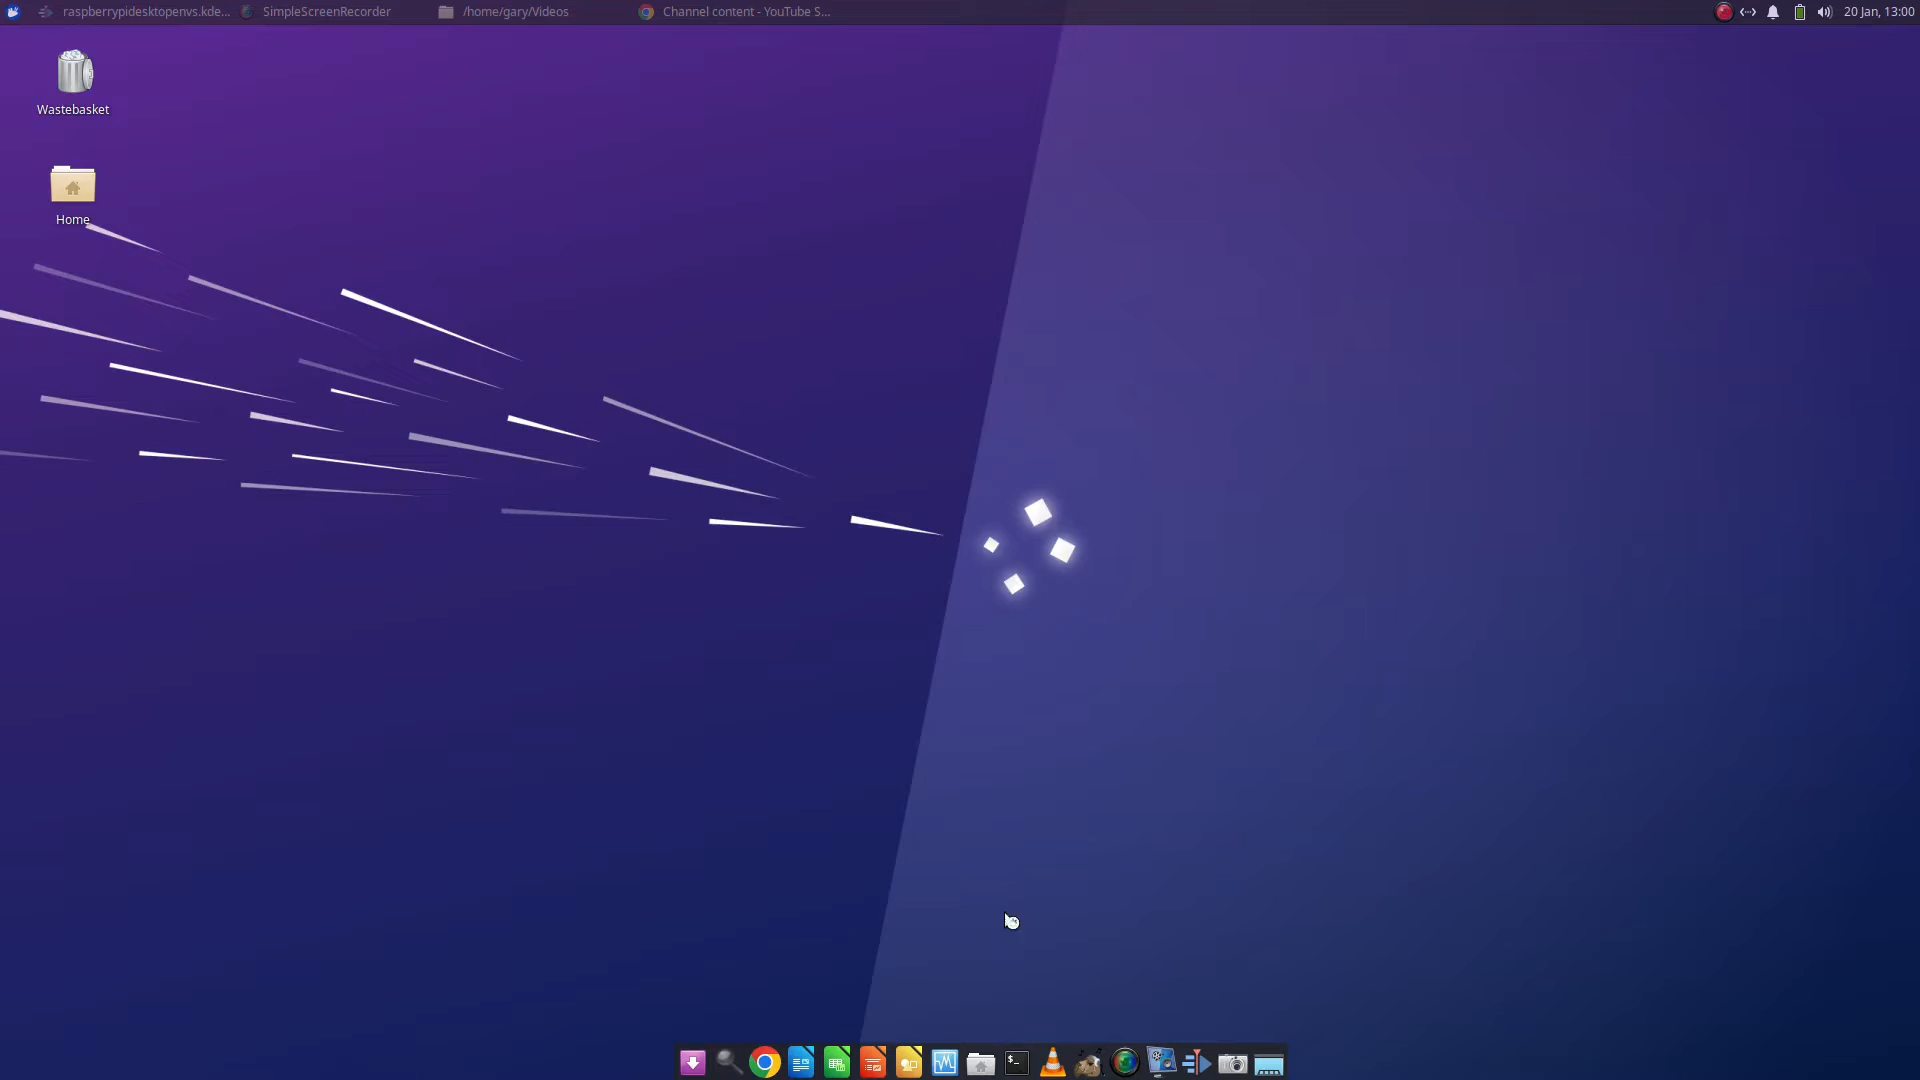 raspberrypidesktopenvs.kde...
SimpleScreenRecorder
/home/gary/Videos
Channel content - YouTube S...
20 Jan, 13:00
Wastebasket
Home